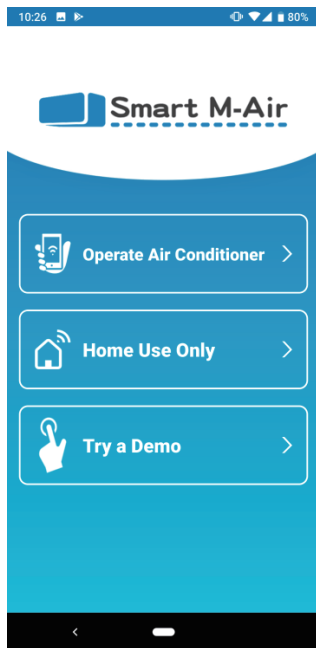 10:26 80%
Smart M-Air
Operate Air Conditioner
Home Use Only
Try a Demo